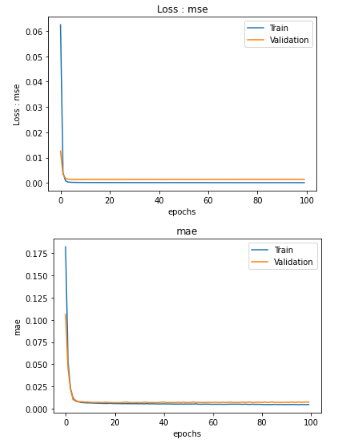 Loss : mse
Train
Validation
0.06
0.05
0.04
0.03
0.02
0.01
0.00
Loss : mse
0 20 40 60 80 100
epochs
mae
Train
Validation
0.175
0.150
0.125
0.100
0.075
0.050
0.025
0.000
mae
0 20 40 60 80 100
epochs